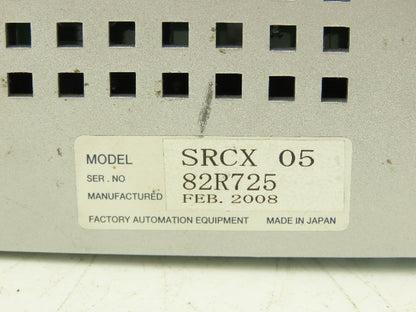 MODEL SRCX 05
SER. NO 82R725
MANUFACTURED FEB. 2008
FACTORY AUTOMATION EQUIPMENT MADE IN JAPAN